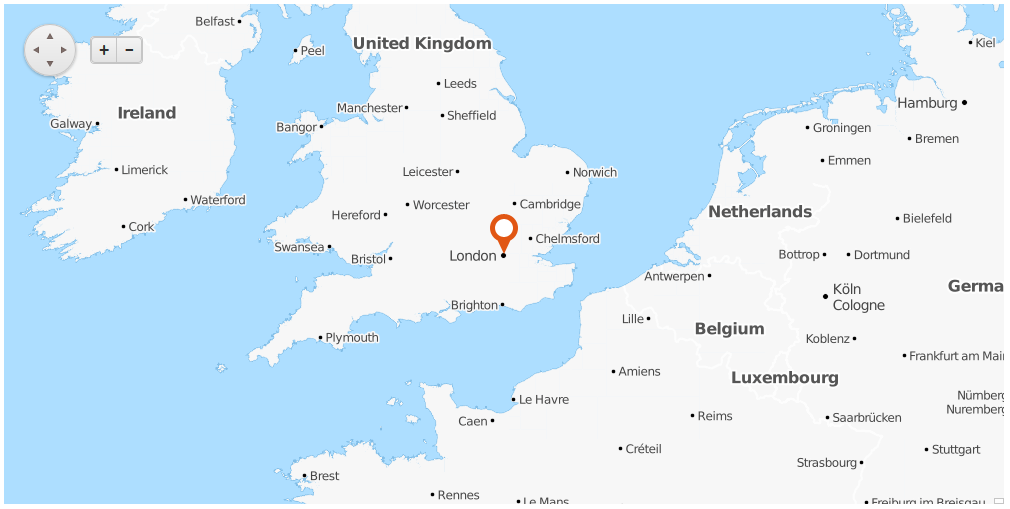 Belfast
Kiel
United Kingdom
Peel
+ −
Leeds
Hamburg
Manchester
Ireland
Sheffield
Galway
Bangor
Groningen
Bremen
Emmen
Limerick
Leicester
Norwich
Waterford
Worcester
Cambridge
Hereford
Netherlands
Bielefeld
Cork
Chelmsford
Swansea
London
Bristol
Bottrop
Dortmund
Antwerpen
Köln
Cologne
Germa
Brighton
Lille
Belgium
Plymouth
Koblenz
Frankfurt am Main
Amiens
Luxembourg
Nürnberg
Nuremberg
Le Havre
Caen
Reims
Saarbrücken
Créteil
Stuttgart
Strasbourg
Brest
Rennes
Le Mans
Freiburg im Breisgau